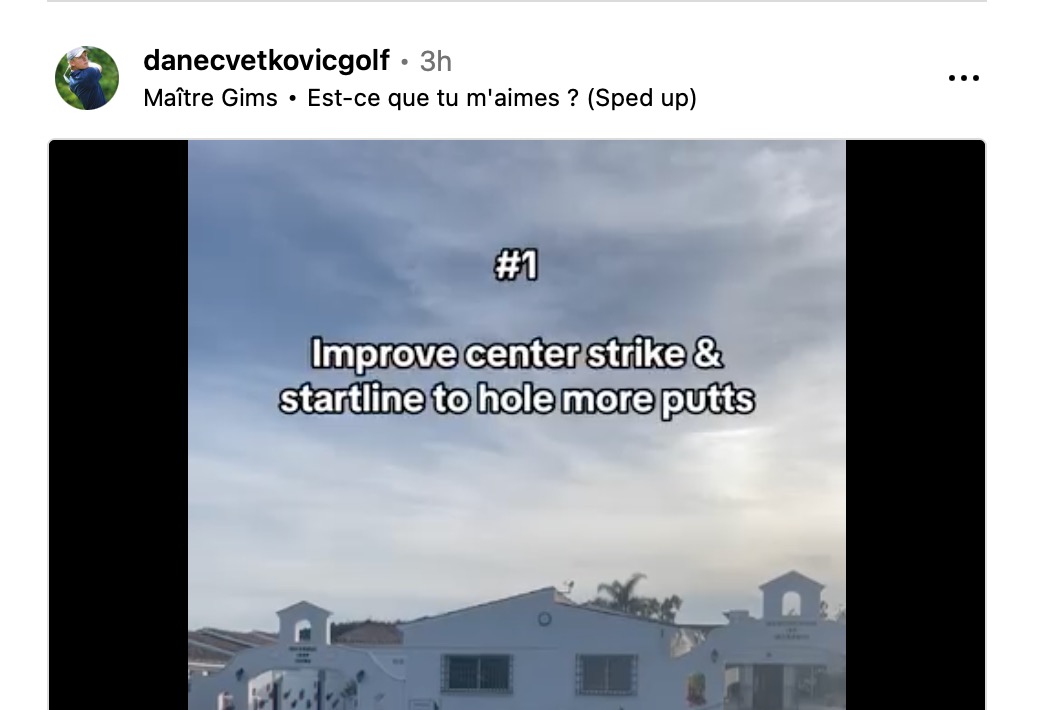 danecvetkovicgolf • 3h
Maître Gims • Est-ce que tu m'aimes ? (Sped up)
#1
Improve center strike &
startline to hole more putts